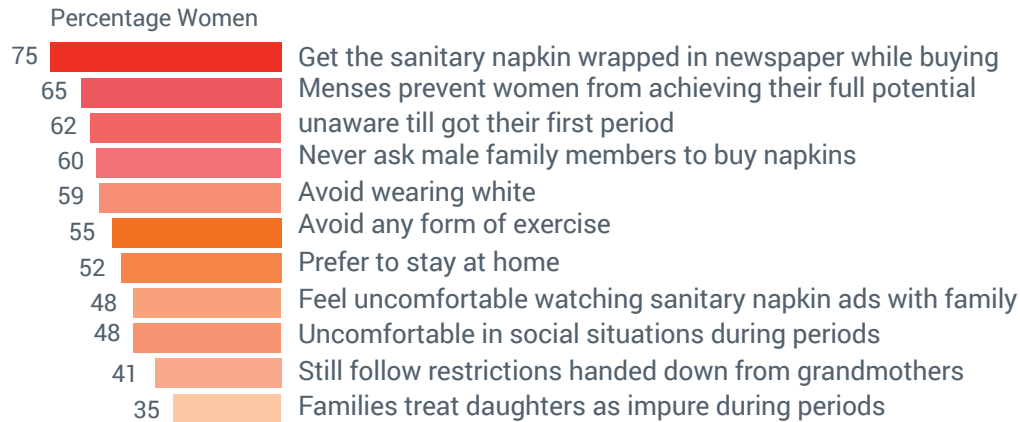 Percentage Women
75 Get the sanitary napkin wrapped in newspaper while buying
65 Menses prevent women from achieving their full potential
62 unaware till got their first period
60 Never ask male family members to buy napkins
59 Avoid wearing white
55 Avoid any form of exercise
52 Prefer to stay at home
48 Feel uncomfortable watching sanitary napkin ads with family
48 Uncomfortable in social situations during periods
41 Still follow restrictions handed down from grandmothers
35 Families treat daughters as impure during periods